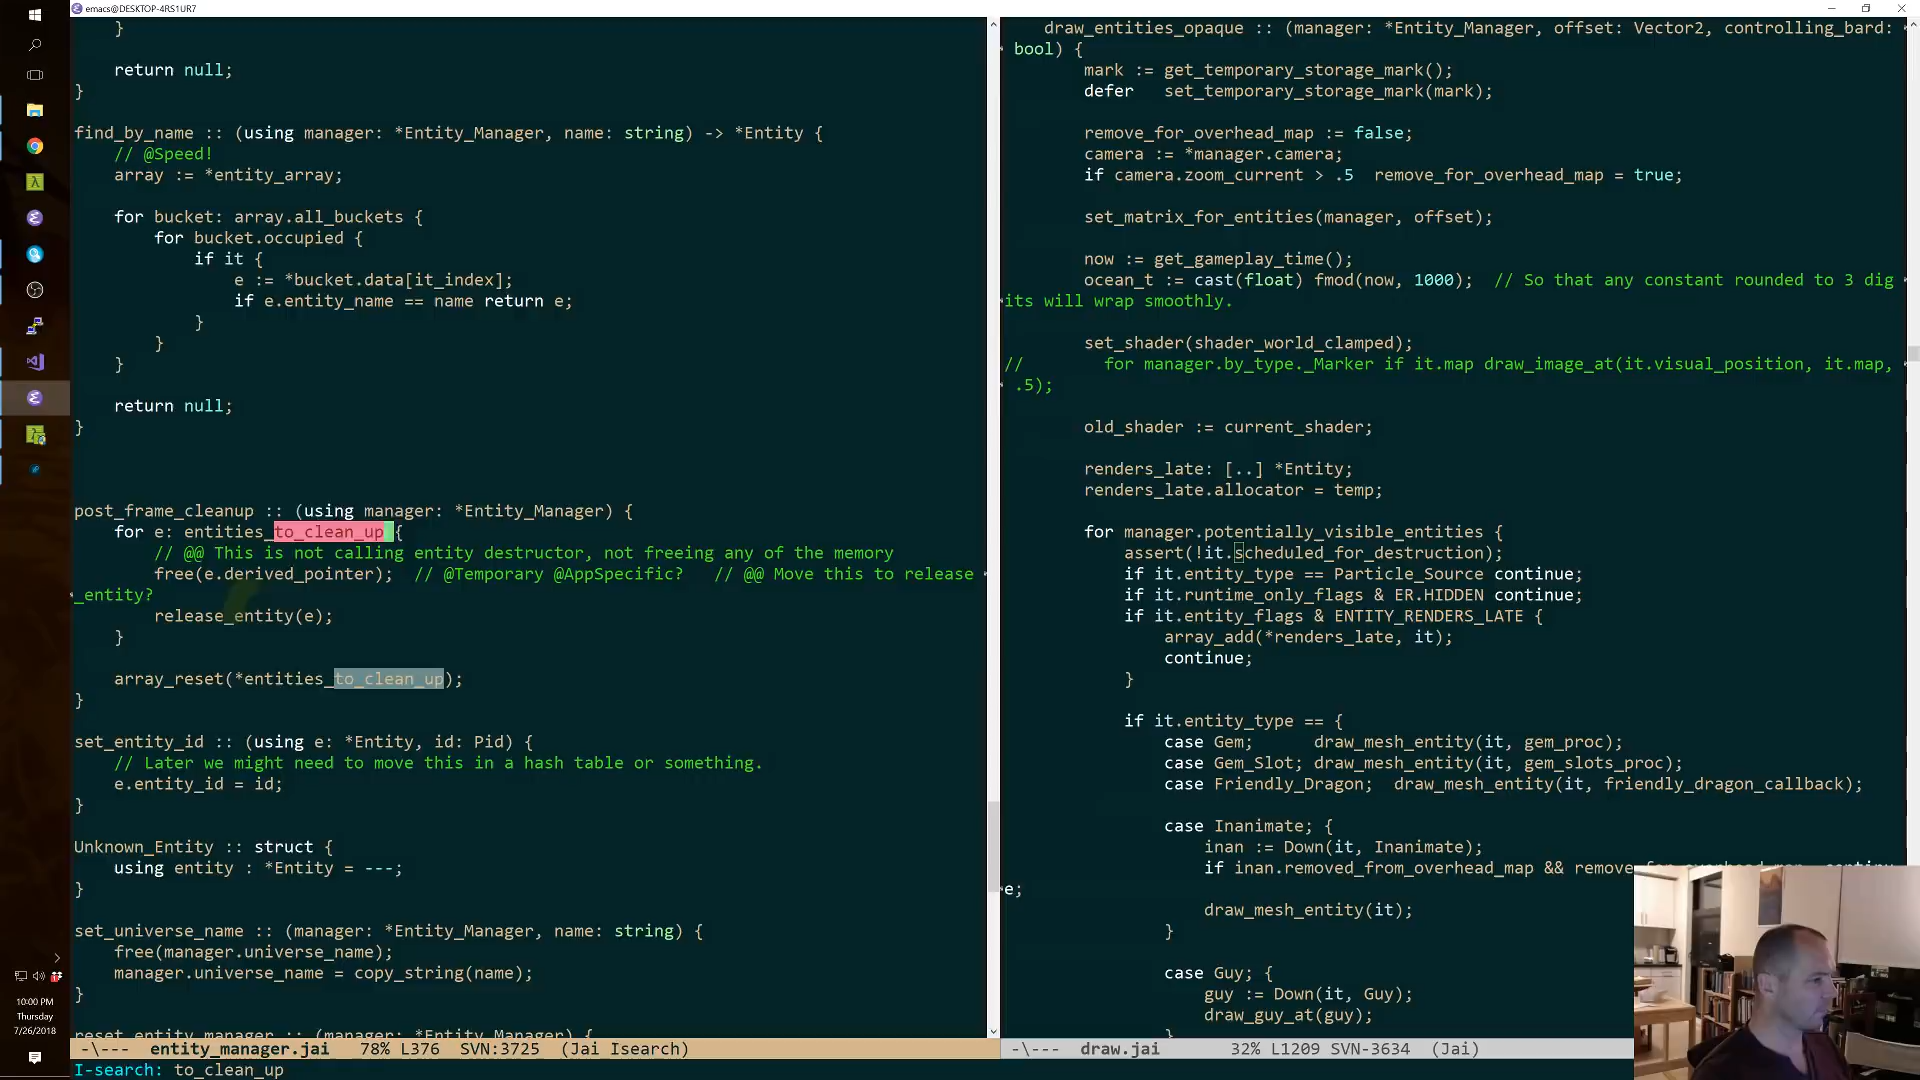 emacs@DESKTOP-4RS1UR7
}
return null;
}
find_by_name :: (using manager: *Entity_Manager, name: string) -> *Entity {
// @Speed!
array := *entity_array;
for bucket: array.all_buckets {
for bucket.occupied {
if it {
e := *bucket.data[it_index];
if e.entity_name == name return e;
}
}
}
return null;
}
post_frame_cleanup :: (using manager: *Entity_Manager) {
for e: entities_to_clean_up {
// @@ This is not calling entity destructor, not freeing any of the memory
free(e.derived_pointer);  // @Temporary @AppSpecific?   // @@ Move this to release
_entity?
release_entity(e);
}
array_reset(*entities_to_clean_up);
}
set_entity_id :: (using e: *Entity, id: Pid) {
// Later we might need to move this in a hash table or something.
e.entity_id = id;
}
Unknown_Entity :: struct {
using entity : *Entity = ---;
}
set_universe_name :: (manager: *Entity_Manager, name: string) {
free(manager.universe_name);
manager.universe_name = copy_string(name);
}
reset_entity_manager :: (manager: *Entity_Manager) {
-\--- entity_manager.jai 78% L376 SVN:3725 (Jai Isearch)
I-search: to_clean_up
draw_entities_opaque :: (manager: *Entity_Manager, offset: Vector2, controlling_bard:
bool) {
mark := get_temporary_storage_mark();
defer   set_temporary_storage_mark(mark);
remove_for_overhead_map := false;
camera := *manager.camera;
if camera.zoom_current > .5  remove_for_overhead_map = true;
set_matrix_for_entities(manager, offset);
now := get_gameplay_time();
ocean_t := cast(float) fmod(now, 1000);  // So that any constant rounded to 3 dig
its will wrap smoothly.
set_shader(shader_world_clamped);
//        for manager.by_type._Marker if it.map draw_image_at(it.visual_position, it.map,
.5);
old_shader := current_shader;
renders_late: [..] *Entity;
renders_late.allocator = temp;
for manager.potentially_visible_entities {
assert(!it.scheduled_for_destruction);
if it.entity_type == Particle_Source continue;
if it.runtime_only_flags & ER.HIDDEN continue;
if it.entity_flags & ENTITY_RENDERS_LATE {
array_add(*renders_late, it);
continue;
}
if it.entity_type == {
case Gem;       draw_mesh_entity(it, gem_proc);
case Gem_Slot;  draw_mesh_entity(it, gem_slots_proc);
case Friendly_Dragon;  draw_mesh_entity(it, friendly_dragon_callback);
case Inanimate; {
inan := Down(it, Inanimate);
if inan.removed_from_overhead_map && remove_for_overhead_map  continu
e;
draw_mesh_entity(it);
}
case Guy; {
guy := Down(it, Guy);
draw_guy_at(guy);
}
-\--- draw.jai 32% L1209 SVN-3634 (Jai)
10:00 PM
Thursday
7/26/2018